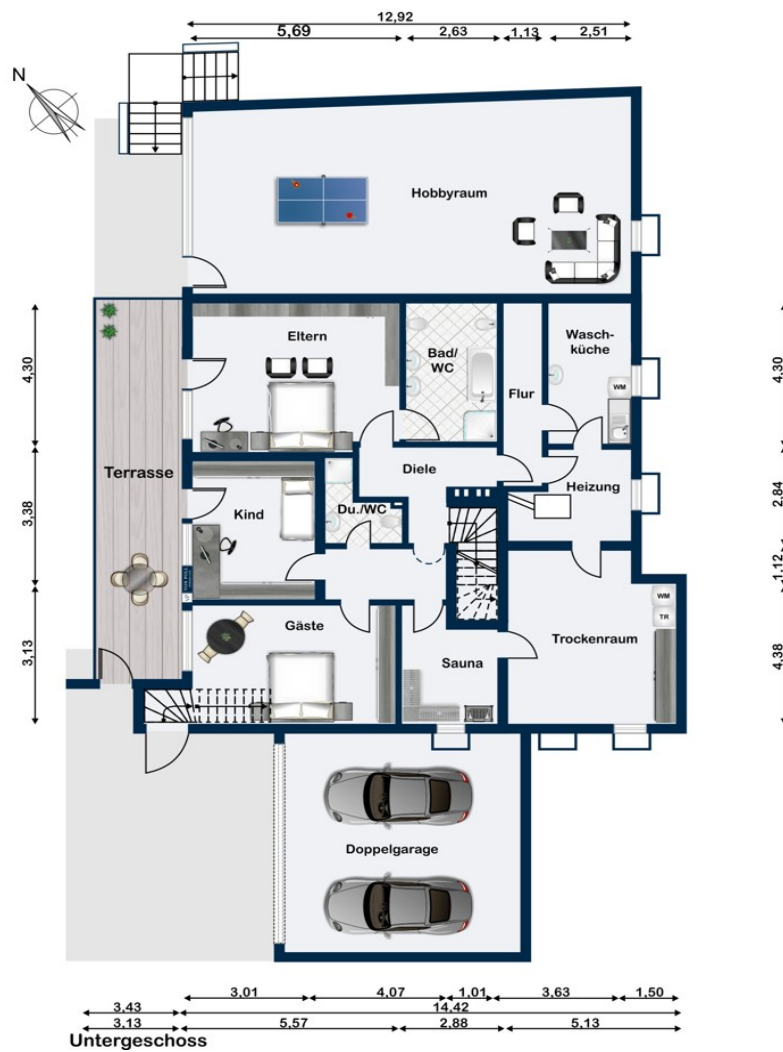 12,92
5,69 2,63 1,13 2,51
N
Hobbyraum
Eltern
Bad/
WC
Wasch-
küche
WM
Flur
4,30
4,30
Terrasse
Diele
Heizung
Kind
Du./WC
3,38
2,84
1,12
WM
TR
Gäste
Sauna
Trockenraum
3,13
4,38
Doppelgarage
3,01 4,07 1,01 3,63 1,50
3,43 14,42
3,13 5,57 2,88 5,13
Untergeschoss